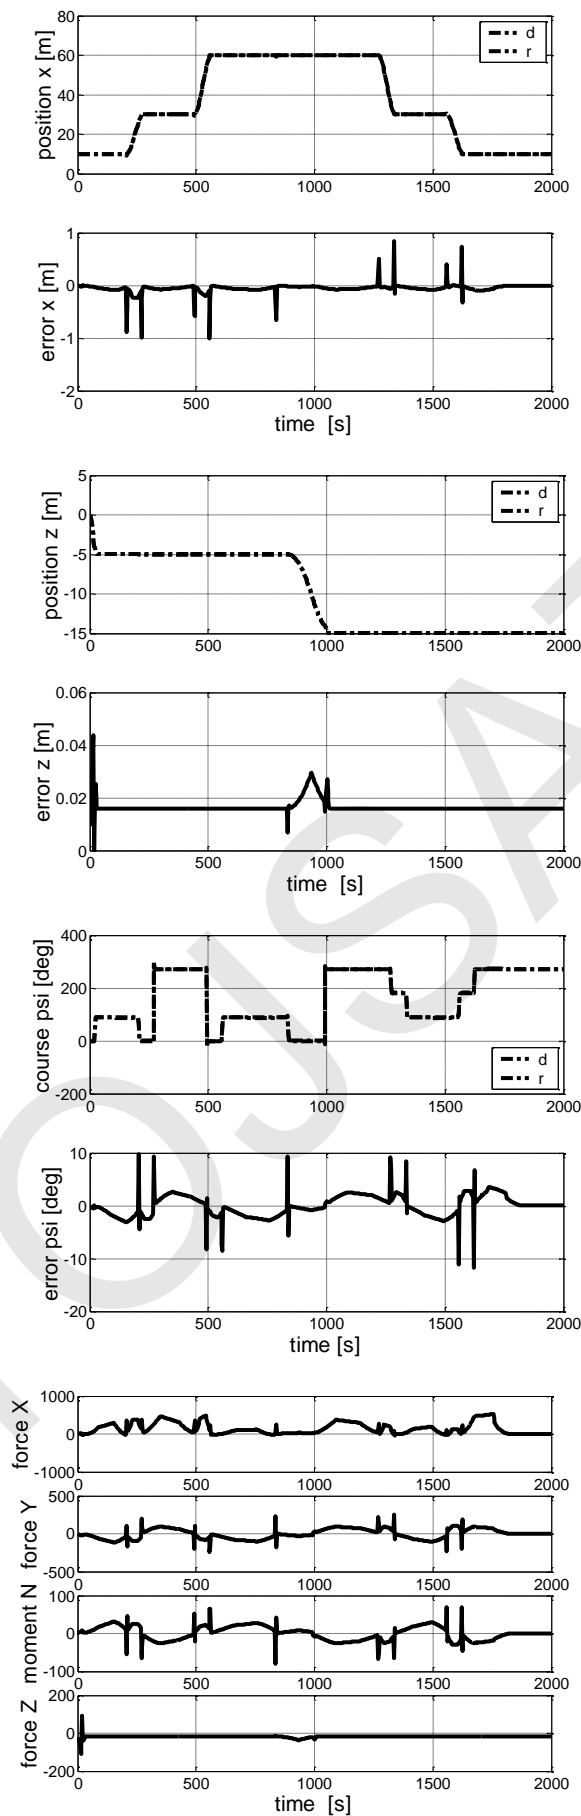 80
60
40
20
0
position x [m]
d
r
0 500 1000 1500 2000
1
0
-1
-2
error x [m]
0 500 1000 1500 2000
time [s]
5
0
-5
-10
-15
position z [m]
d
r
0 500 1000 1500 2000
0.06
0.04
0.02
0
error z [m]
0 500 1000 1500 2000
time [s]
400
200
0
-200
course psi [deg]
d
r
0 500 1000 1500 2000
10
0
-10
-20
error psi [deg]
0 500 1000 1500 2000
time [s]
1000
0
-1000
force X
0 500 1000 1500 2000
500
0
-500
force Y
0 500 1000 1500 2000
100
0
-100
moment N
0 500 1000 1500 2000
200
0
-200
force Z
0 500 1000 1500 2000
time [s]